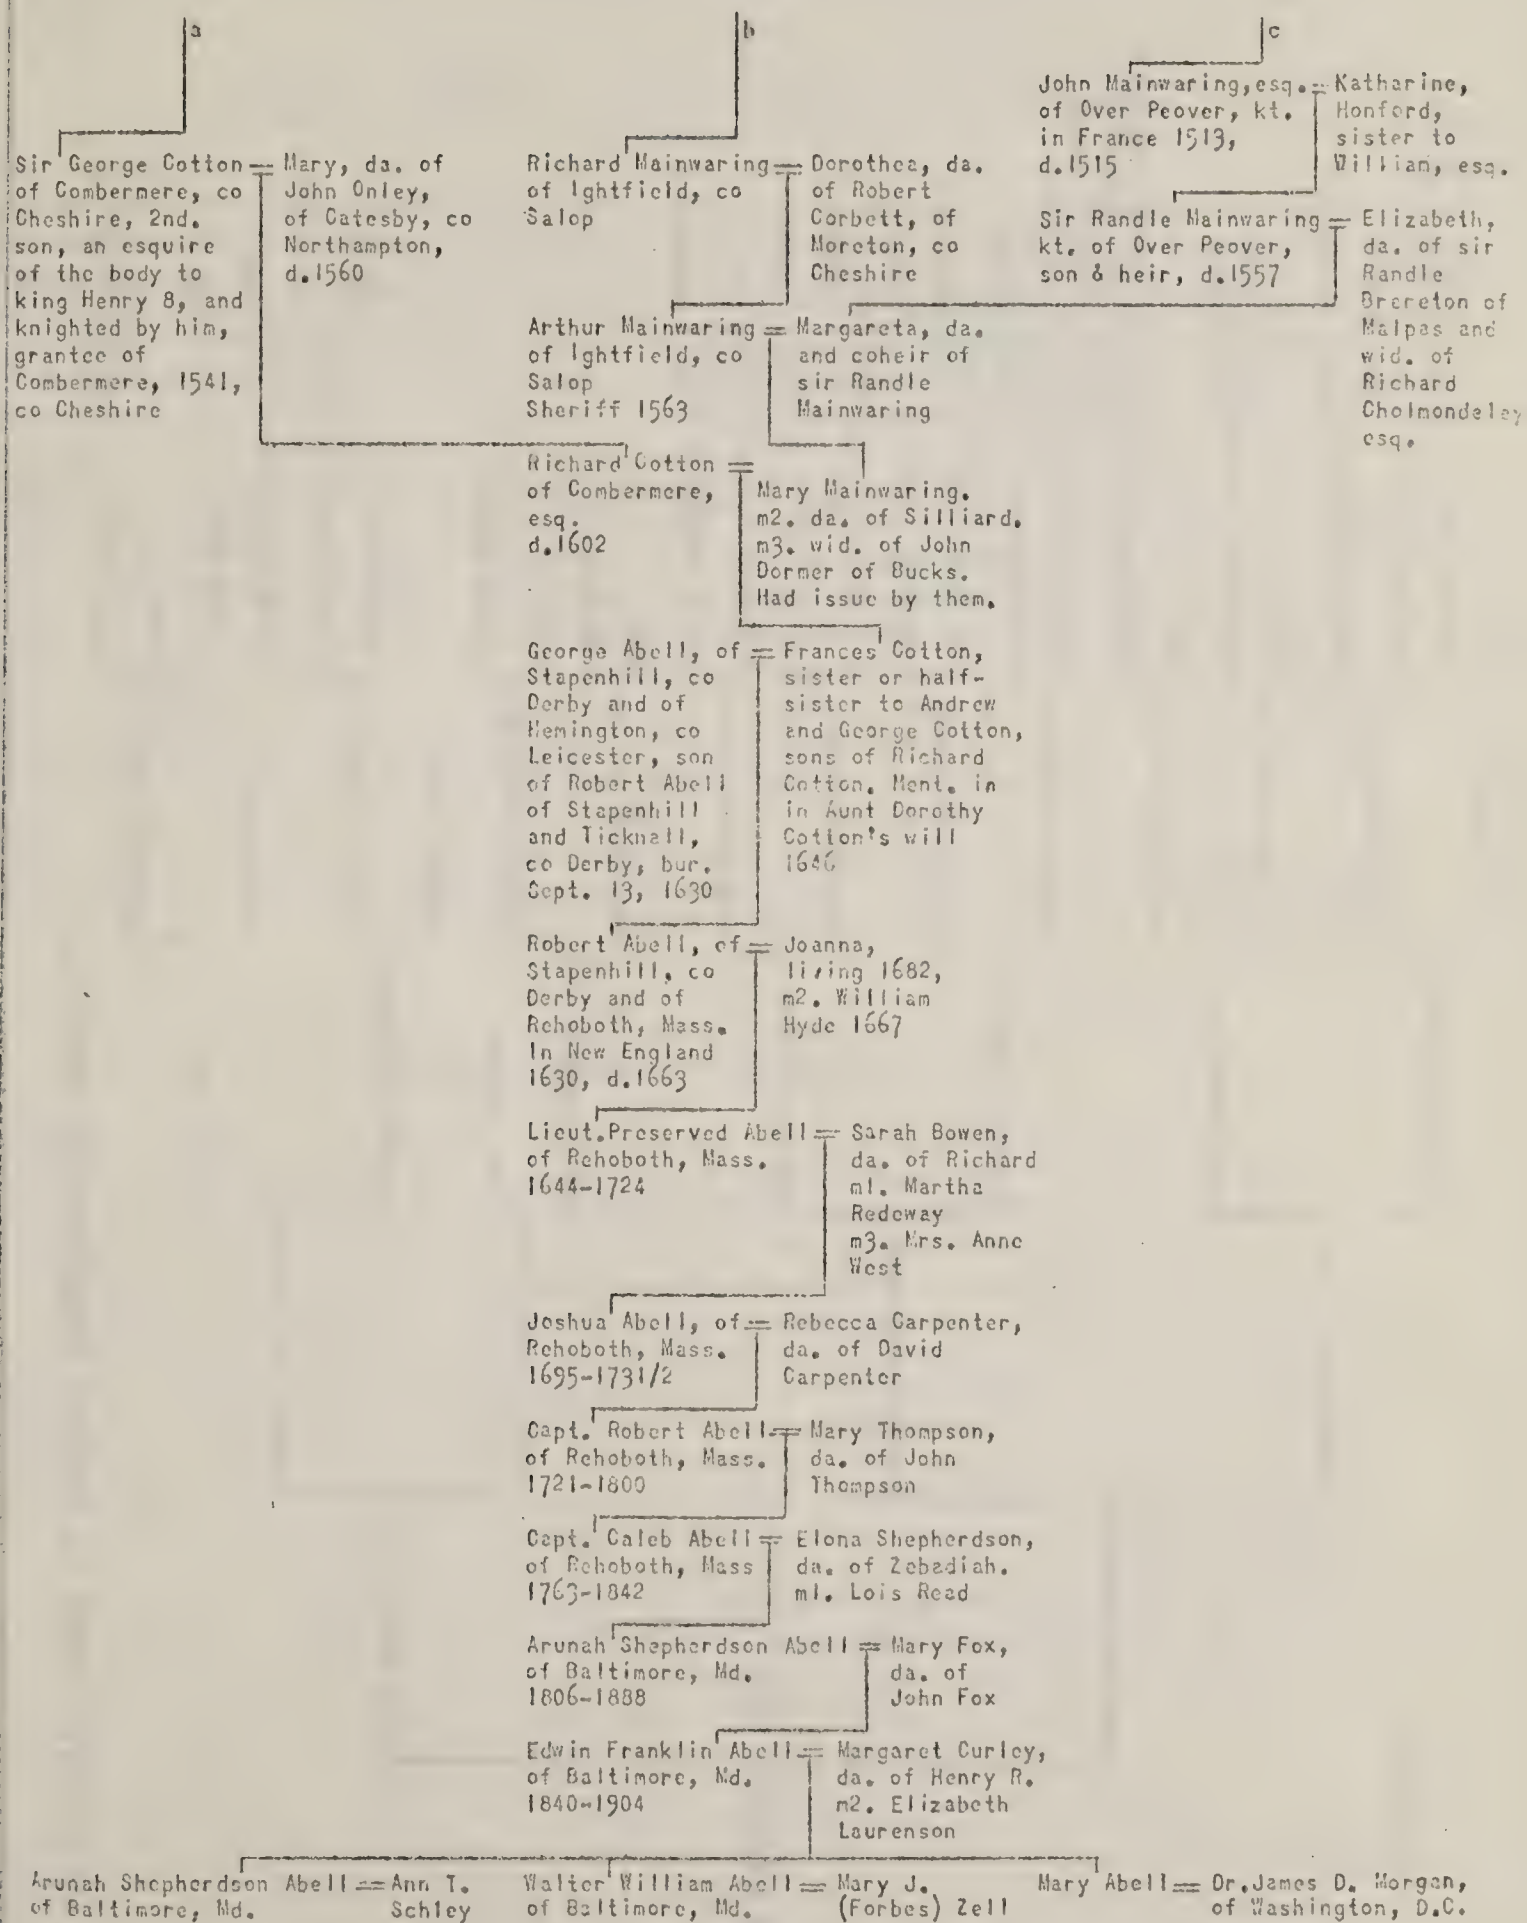 a
b
c
John Mainwaring, esq. = Katharine,
of Over Peover, kt. Honford,
in France 1513, sister to
d.1515 William, esq.
Sir George Cotton = Mary, da. of
of Combermere, co John Onley,
Cheshire, 2nd. of Catesby, co
son, an esquire Northampton,
of the body to d.1560
king Henry 8, and
knighted by him,
grantee of
Combermere, 1541,
co Cheshire
Richard Mainwaring = Dorothea, da.
of Ightfield, co of Robert
Salop Corbett, of
Moreton, co
Cheshire
Sir Randle Mainwaring = Elizabeth,
kt. of Over Peover, da. of sir
son & heir, d.1557 Randle
Brereton of
Malpas and
wid. of
Richard
Cholmondeley
esq.
Arthur Mainwaring = Margareta, da.
of Ightfield, co and coheir of
Salop sir Randle
Sheriff 1563 Mainwaring
Richard Cotton =
of Combermere, Mary Mainwaring.
esq. m2. da. of Silliard.
d.1602 m3. wid. of John
Dormer of Bucks.
Had issue by them.
George Abell, of = Frances Cotton,
Stapenhill, co sister or half-
Derby and of sister to Andrew
Hemington, co and George Cotton,
Leicester, son sons of Richard
of Robert Abell Cotton. Ment. in
of Stapenhill in Aunt Dorothy
and Ticknall, Cotton's will
co Derby, bur. 1646
Sept. 13, 1630
Robert Abell, of = Joanna,
Stapenhill, co living 1682,
Derby and of m2. William
Rehoboth, Mass. Hyde 1667
In New England
1630, d.1663
Lieut. Preserved Abell = Sarah Bowen,
of Rehoboth, Mass. da. of Richard
1644-1724 m1. Martha
Redeway
m3. Mrs. Anne
West
Joshua Abell, of = Rebecca Carpenter,
Rehoboth, Mass. da. of David
1695-1731/2 Carpenter
Capt. Robert Abell = Mary Thompson,
of Rehoboth, Mass. da. of John
1721-1800 Thompson
Capt. Caleb Abell = Elona Shepherdson,
of Rehoboth, Mass da. of Zebadiah.
1763-1842 m1. Lois Read
Arunah Shepherdson Abell = Mary Fox,
of Baltimore, Md. da. of
1806-1888 John Fox
Edwin Franklin Abell = Margaret Curley,
of Baltimore, Md. da. of Henry R.
1840-1904 m2. Elizabeth
Laurenson
Arunah Shepherdson Abell = Ann T. Walter William Abell = Mary J. Mary Abell = Dr. James D. Morgan,
of Baltimore, Md. Schley of Baltimore, Md. (Forbes) Zell of Washington, D.C.